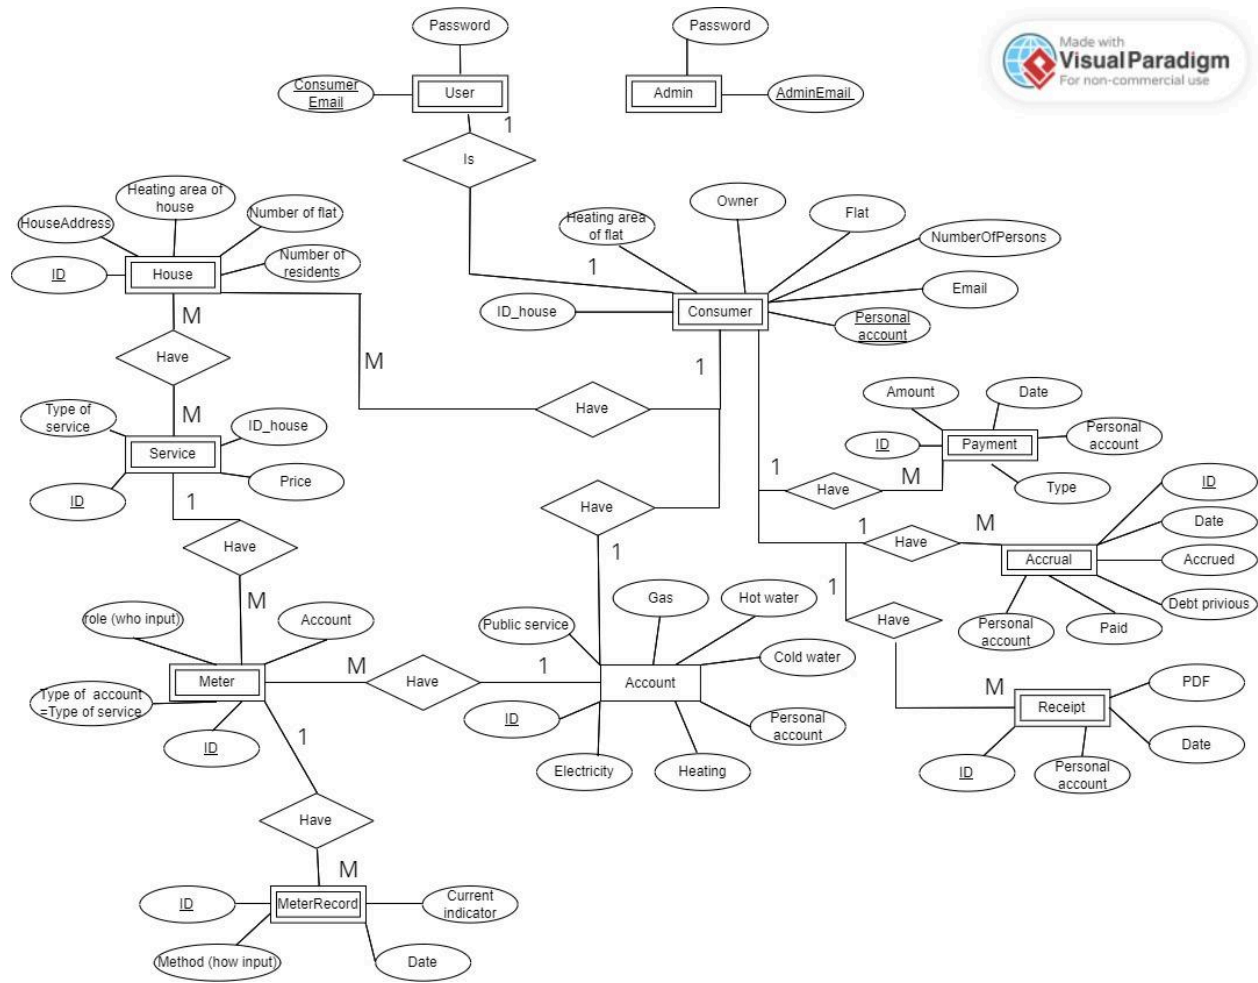 Password
Password
Made with
Visual Paradigm
For non-commercial use
Consumer
Email
User
Admin
AdminEmail
1
Is
Heating area of
house
HouseAddress
Number of flat
Number of
residents
ID
House
Heating area
of flat
Owner
Flat
NumberOfPersons
Email
1
ID_house
Consumer
Personal
account
M
Have
M
1
Have
M
Type of
service
ID_house
Service
Price
ID
Amount
Date
ID
Payment
Personal
account
Type
1
Have
M
1
Have
Have
1
Have
M
ID
Date
Accrual
Accrued
Debt privious
Personal
account
Paid
1
1
Have
M
role (who input)
Account
Public service
Gas
Hot water
Cold water
Meter
M
Have
1
Account
Type of account
=Type of service
ID
ID
Personal
account
Electricity
Heating
M
Receipt
PDF
Date
ID
Personal
account
1
Have
M
ID
MeterRecord
Current
indicator
Method (how input)
Date